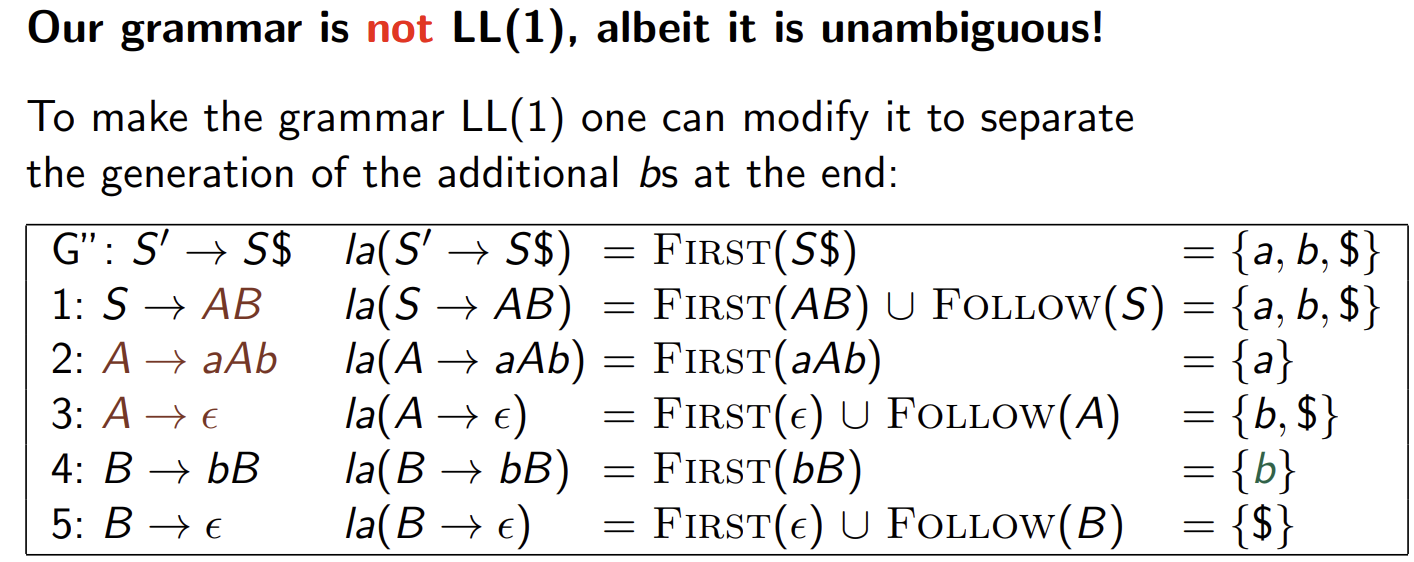 Our grammar is not LL(1), albeit it is unambiguous!
To make the grammar LL(1) one can modify it to separate
the generation of the additional bs at the end:
G": S′ → S$ la(S′ → S$) = FIRST(S$) = {a, b, $}
1: S → AB la(S → AB) = FIRST(AB) ∪ FOLLOW(S) = {a, b, $}
2: A → aAb la(A → aAb) = FIRST(aAb) = {a}
3: A → ϵ la(A → ϵ) = FIRST(ϵ) ∪ FOLLOW(A) = {b, $}
4: B → bB la(B → bB) = FIRST(bB) = {b}
5: B → ϵ la(B → ϵ) = FIRST(ϵ) ∪ FOLLOW(B) = {$}